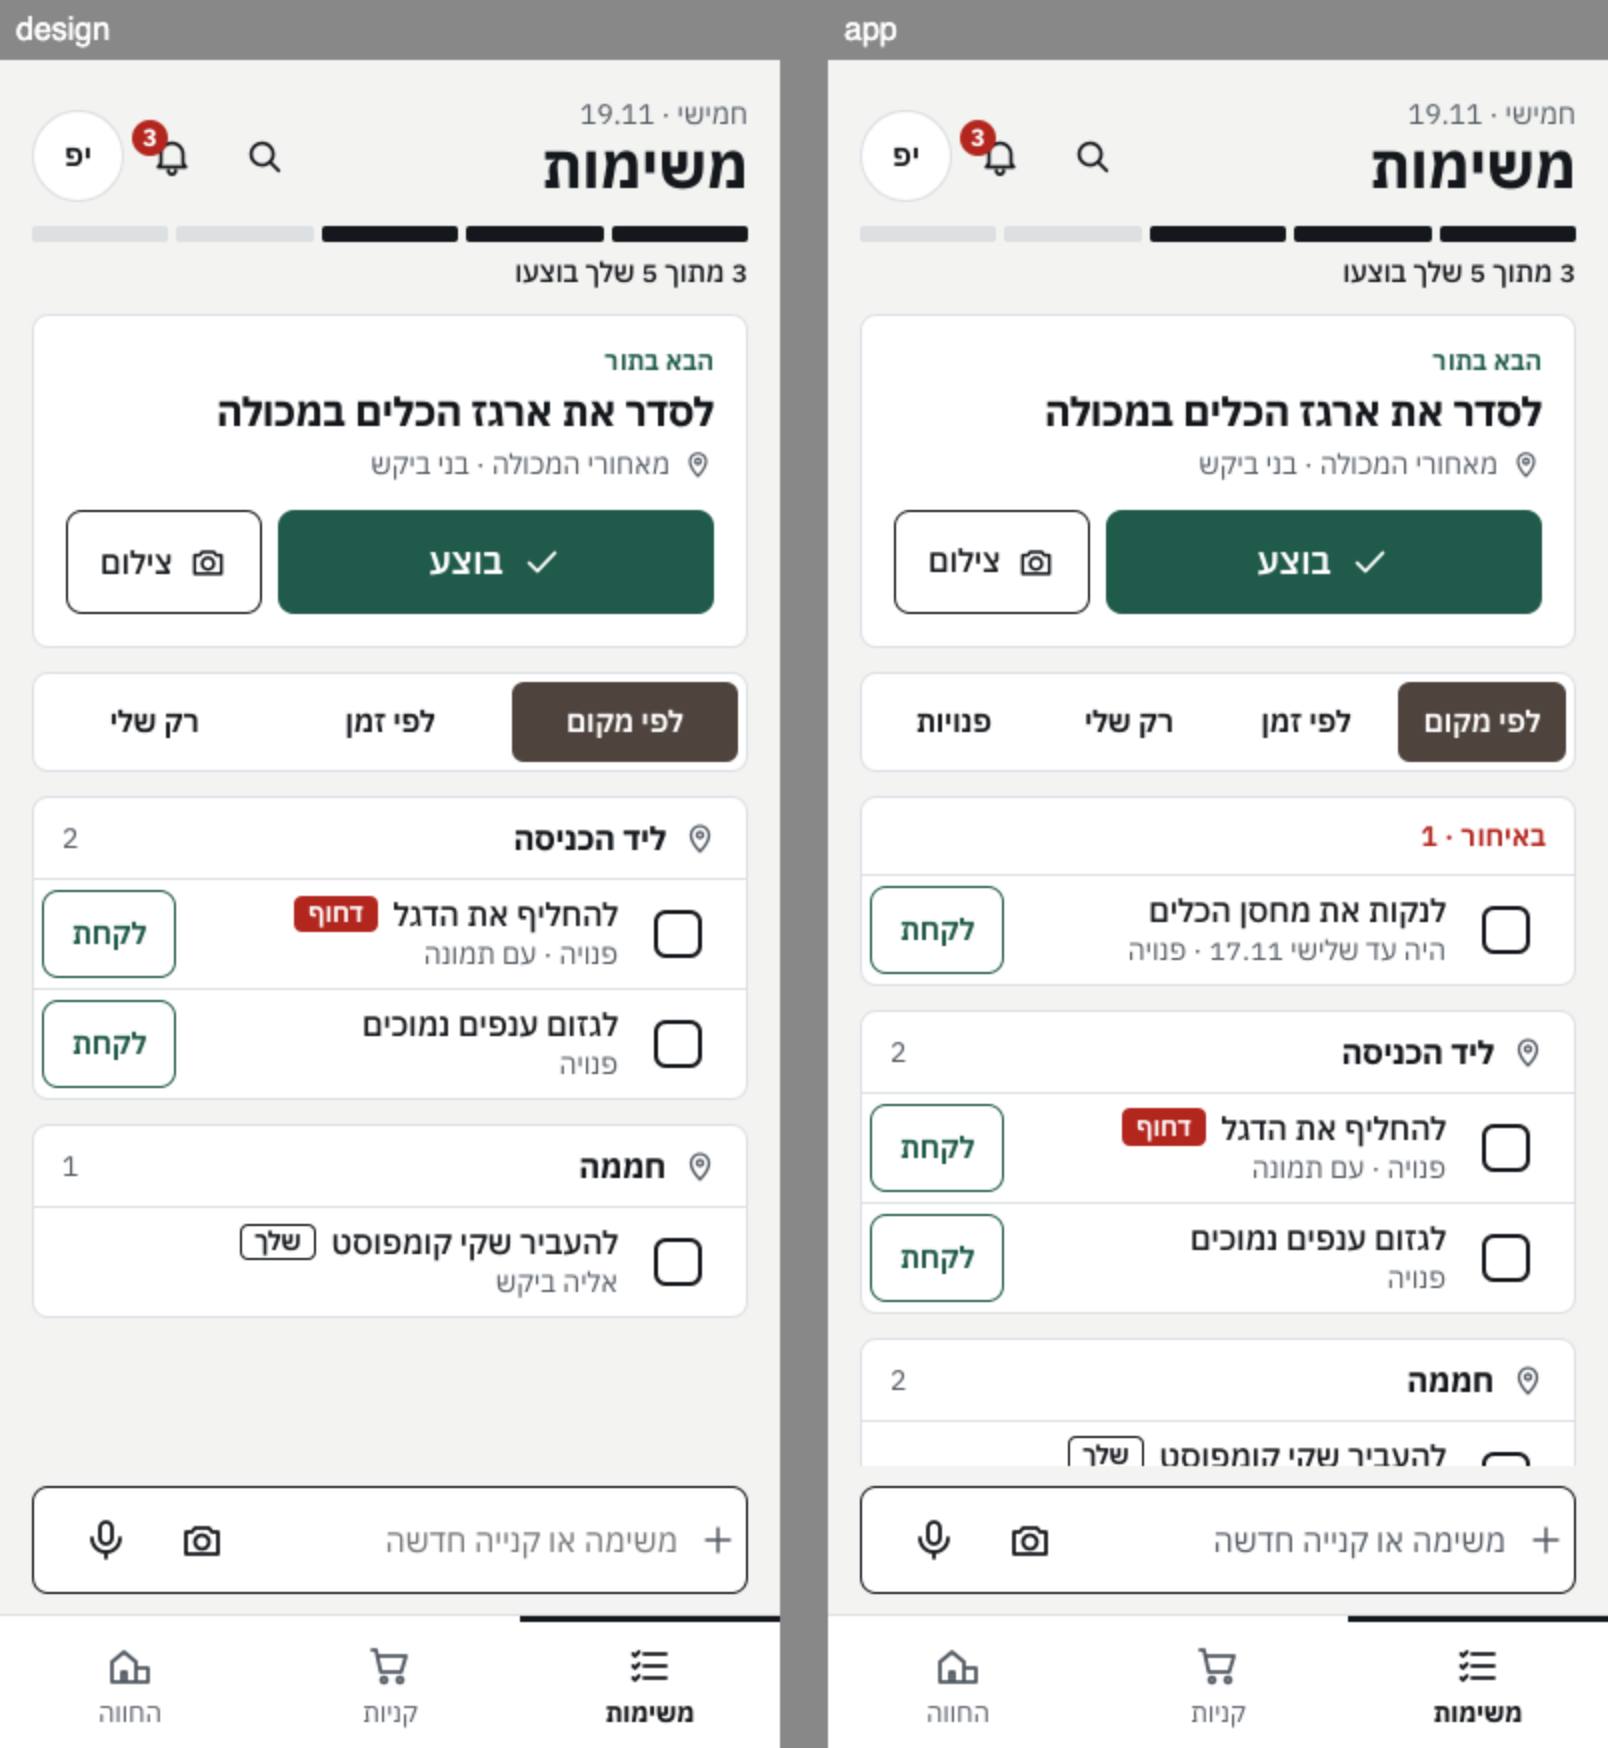 design
חמישי · 19.11
משימות
3
יפ
3 מתוך 5 שלך בוצעו
הבא בתור
לסדר את ארגז הכלים במכולה
מאחורי המכולה · בני ביקש
בוצע
צילום
לפי מקום
לפי זמן
רק שלי
ליד הכניסה
2
להחליף את הדגל
דחוף
פנויה · עם תמונה
לקחת
לגזום ענפים נמוכים
פנויה
לקחת
חממה
1
להעביר שקי קומפוסט
שלך
אליה ביקש
משימה או קנייה חדשה
משימות
קניות
החווה
app
חמישי · 19.11
משימות
3
יפ
3 מתוך 5 שלך בוצעו
הבא בתור
לסדר את ארגז הכלים במכולה
מאחורי המכולה · בני ביקש
בוצע
צילום
לפי מקום
לפי זמן
רק שלי
פנויות
באיחור · 1
לנקות את מחסן הכלים
היה עד שלישי 17.11 · פנויה
לקחת
ליד הכניסה
2
להחליף את הדגל
דחוף
פנויה · עם תמונה
לקחת
לגזום ענפים נמוכים
פנויה
לקחת
חממה
2
להעביר שקי קומפוסט
שלך
משימה או קנייה חדשה
משימות
קניות
החווה